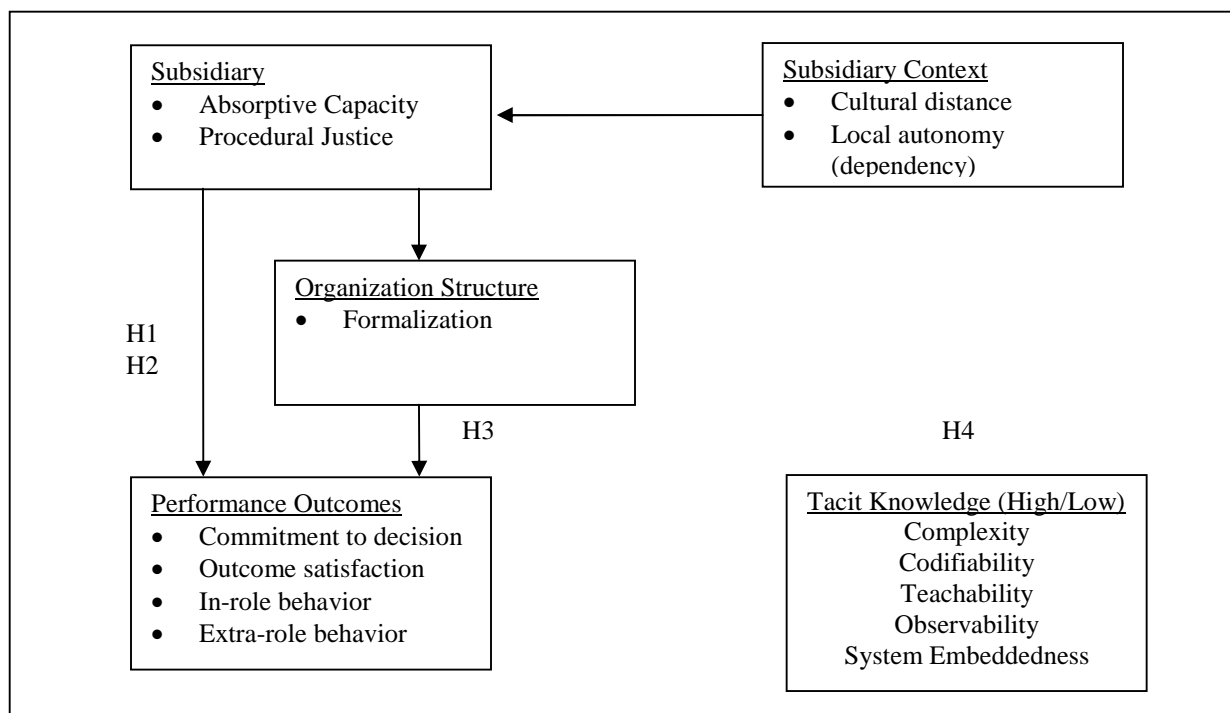 Subsidiary
• Absorptive Capacity
• Procedural Justice
Subsidiary Context
• Cultural distance
• Local autonomy
(dependency)
Organization Structure
• Formalization
H1
H2
H3
H4
Performance Outcomes
• Commitment to decision
• Outcome satisfaction
• In-role behavior
• Extra-role behavior
Tacit Knowledge (High/Low)
Complexity
Codifiability
Teachability
Observability
System Embeddedness